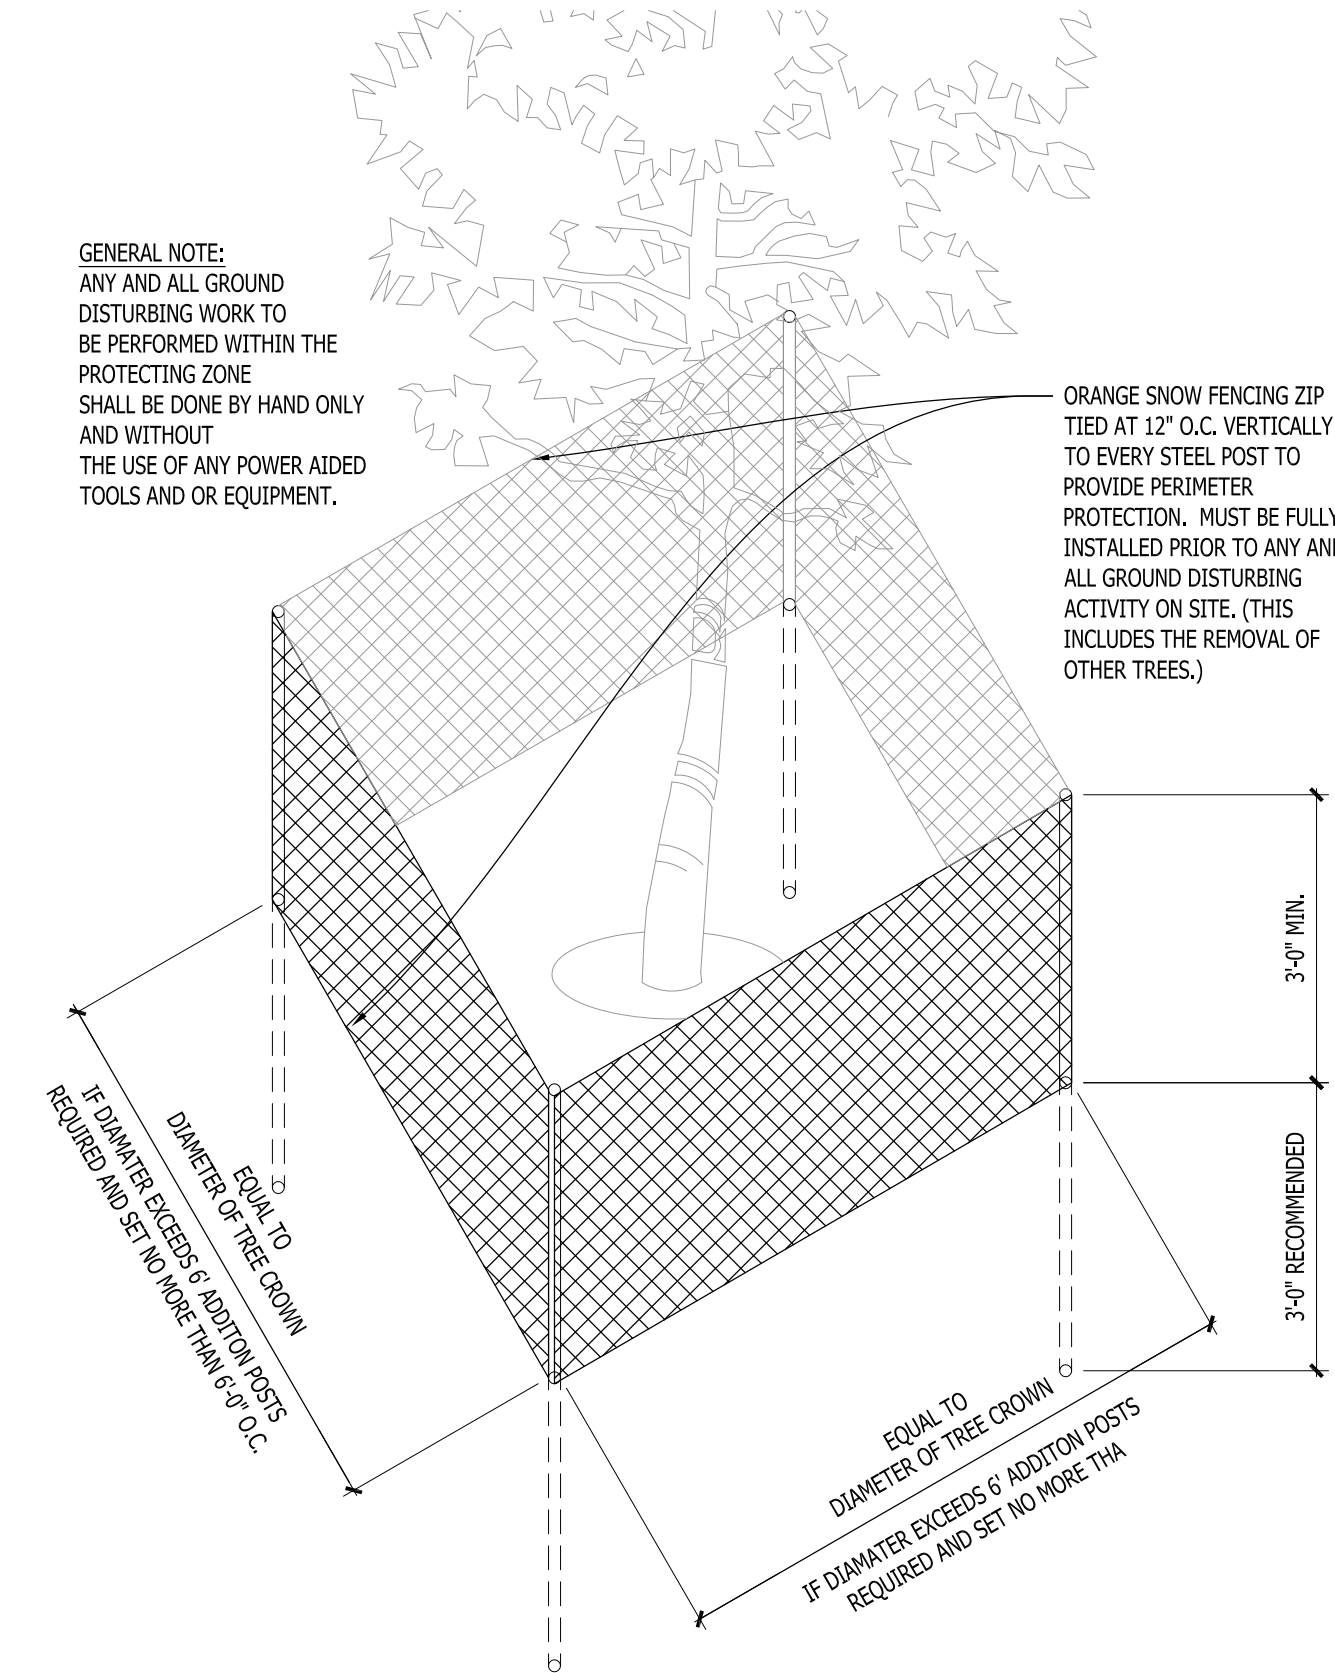 GENERAL NOTE:
ANY AND ALL GROUND
DISTURBING WORK TO
BE PERFORMED WITHIN THE
PROTECTING ZONE
SHALL BE DONE BY HAND ONLY
AND WITHOUT
THE USE OF ANY POWER AIDED
TOOLS AND OR EQUIPMENT.
ORANGE SNOW FENCING ZIP
TIED AT 12" O.C. VERTICALLY
TO EVERY STEEL POST TO
PROVIDE PERIMETER
PROTECTION. MUST BE FULLY
INSTALLED PRIOR TO ANY AN
ALL GROUND DISTURBING
ACTIVITY ON SITE. (THIS
INCLUDES THE REMOVAL OF
OTHER TREES.)
3'-0" MIN.
3'-0" RECOMMENDED
EQUAL TO
DIAMETER OF TREE CROWN
IF DIAMATER EXCEEDS 6' ADDITON POSTS
REQUIRED AND SET NO MORE THAN 6'-0" O.C.
EQUAL TO
DIAMETER OF TREE CROWN
IF DIAMATER EXCEEDS 6' ADDITON POSTS
REQUIRED AND SET NO MORE THA